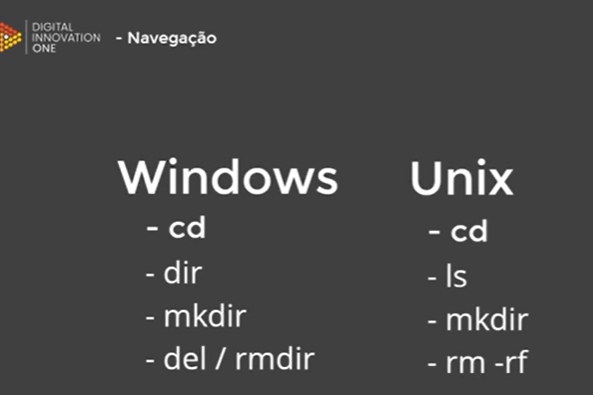 DIGITAL
INNOVATION
ONE
- Navegação
Windows
- cd
- dir
- mkdir
- del / rmdir
Unix
- cd
- ls
- mkdir
- rm -rf